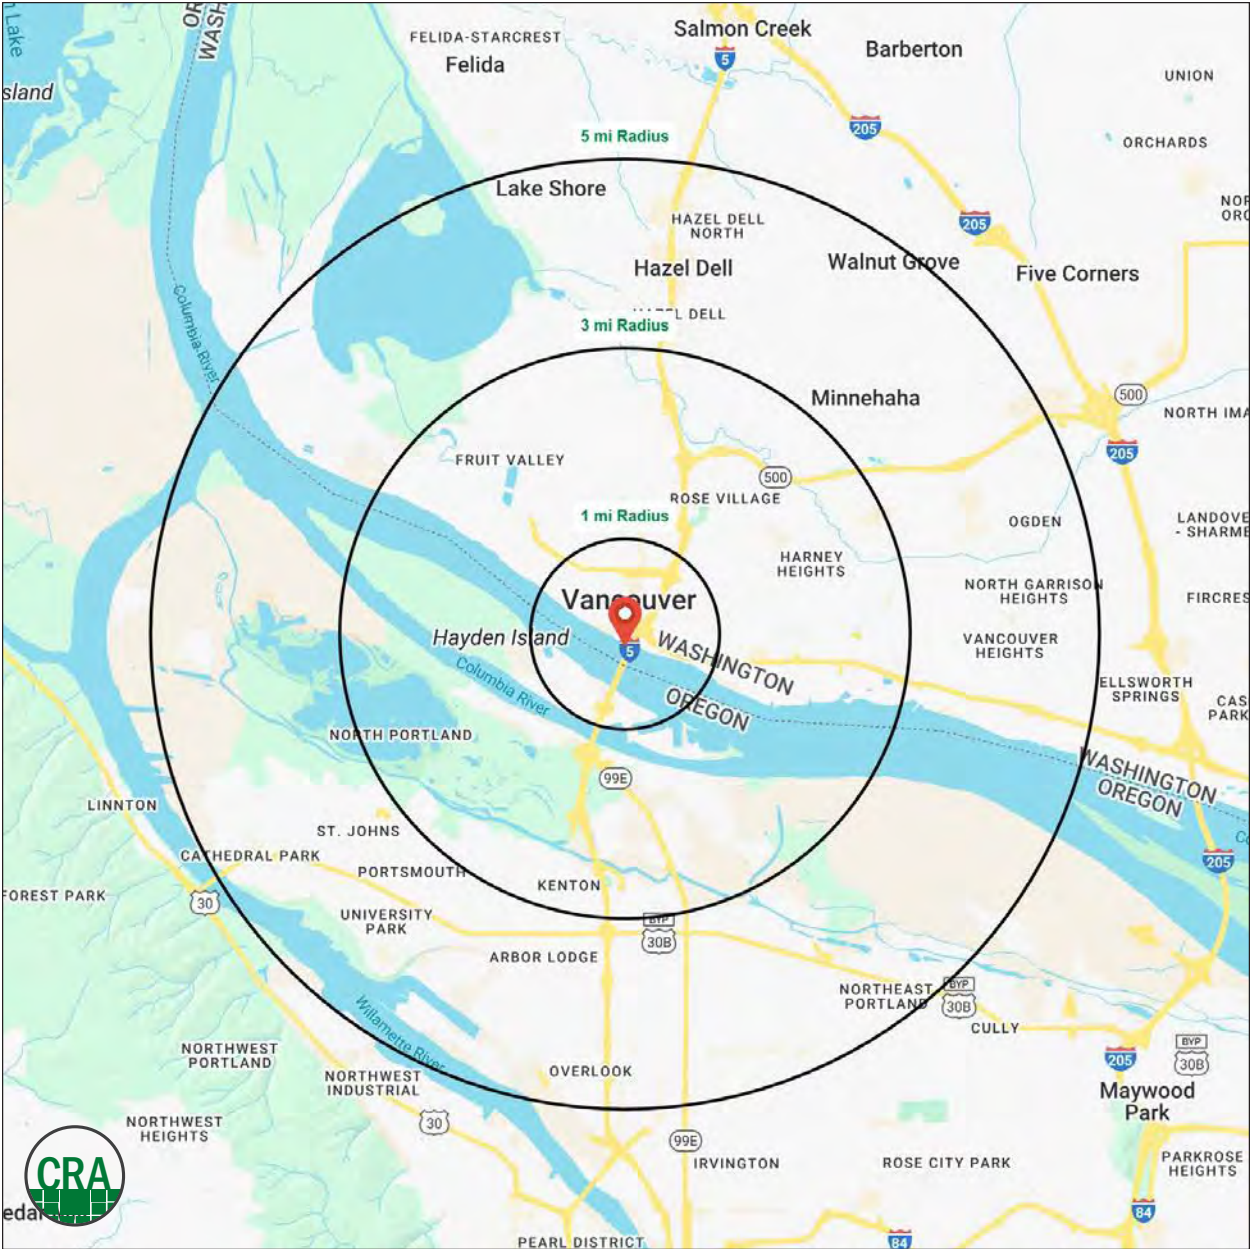 Salmon Creek
FELIDA-STARCREST
Felida
Barberton
5
UNION
205
ORCHARDS
5 mi Radius
Lake Shore
HAZEL DELL
NORTH
205
Hazel Dell
Walnut Grove
Five Corners
Columbia River
3 mi Radius
Minnehaha
500
205
FRUIT VALLEY
500
ROSE VILLAGE
1 mi Radius
OGDEN
HARNEY
HEIGHTS
NORTH GARRISON
HEIGHTS
Vancouver
Hayden Island
5
WASHINGTON
OREGON
VANCOUVER
HEIGHTS
Columbia River
ELLSWORTH
SPRINGS
NORTH PORTLAND
WASHINGTON
OREGON
99E
LINNTON
ST. JOHNS
CATHEDRAL PARK
PORTSMOUTH
KENTON
205
FOREST PARK
30
UNIVERSITY
PARK
BYP
30B
ARBOR LODGE
NORTHEAST
PORTLAND
BYP
30B
CULLY
Willamette River
NORTHWEST
PORTLAND
NORTHWEST
INDUSTRIAL
OVERLOOK
205
BYP
30B
Maywood
Park
NORTHWEST
HEIGHTS
30
99E
IRVINGTON
ROSE CITY PARK
PARKROSE
HEIGHTS
CRA
84
84
PEARL DISTRICT